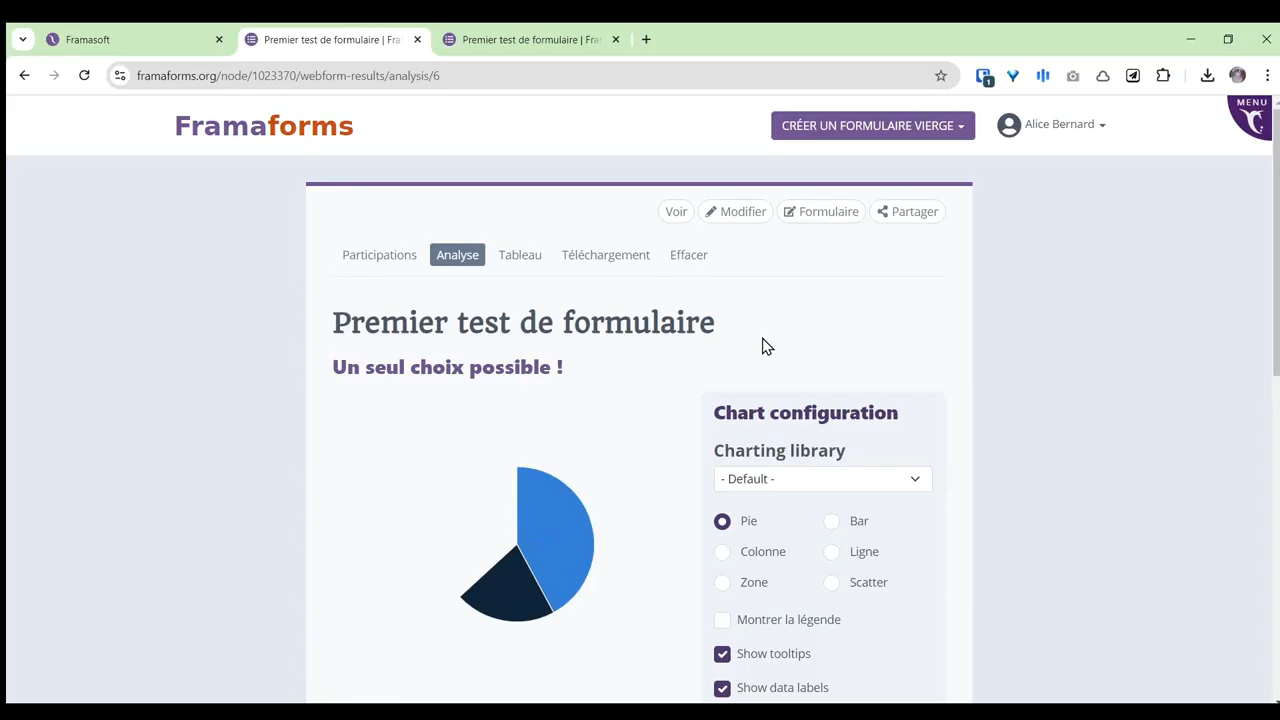 Framasoft
Premier test de formulaire | Fra
Premier test de formulaire | Fra
framaforms.org/node/1023370/webform-results/analysis/6
1
MENU
Framaforms
CRÉER UN FORMULAIRE VIERGE
Alice Bernard
Voir
Modifier
Formulaire
Partager
Participations
Analyse
Tableau
Téléchargement
Effacer
Premier test de formulaire
Un seul choix possible !
Chart configuration
Charting library
- Default -
Pie
Bar
Colonne
Ligne
Zone
Scatter
Montrer la légende
Show tooltips
Show data labels